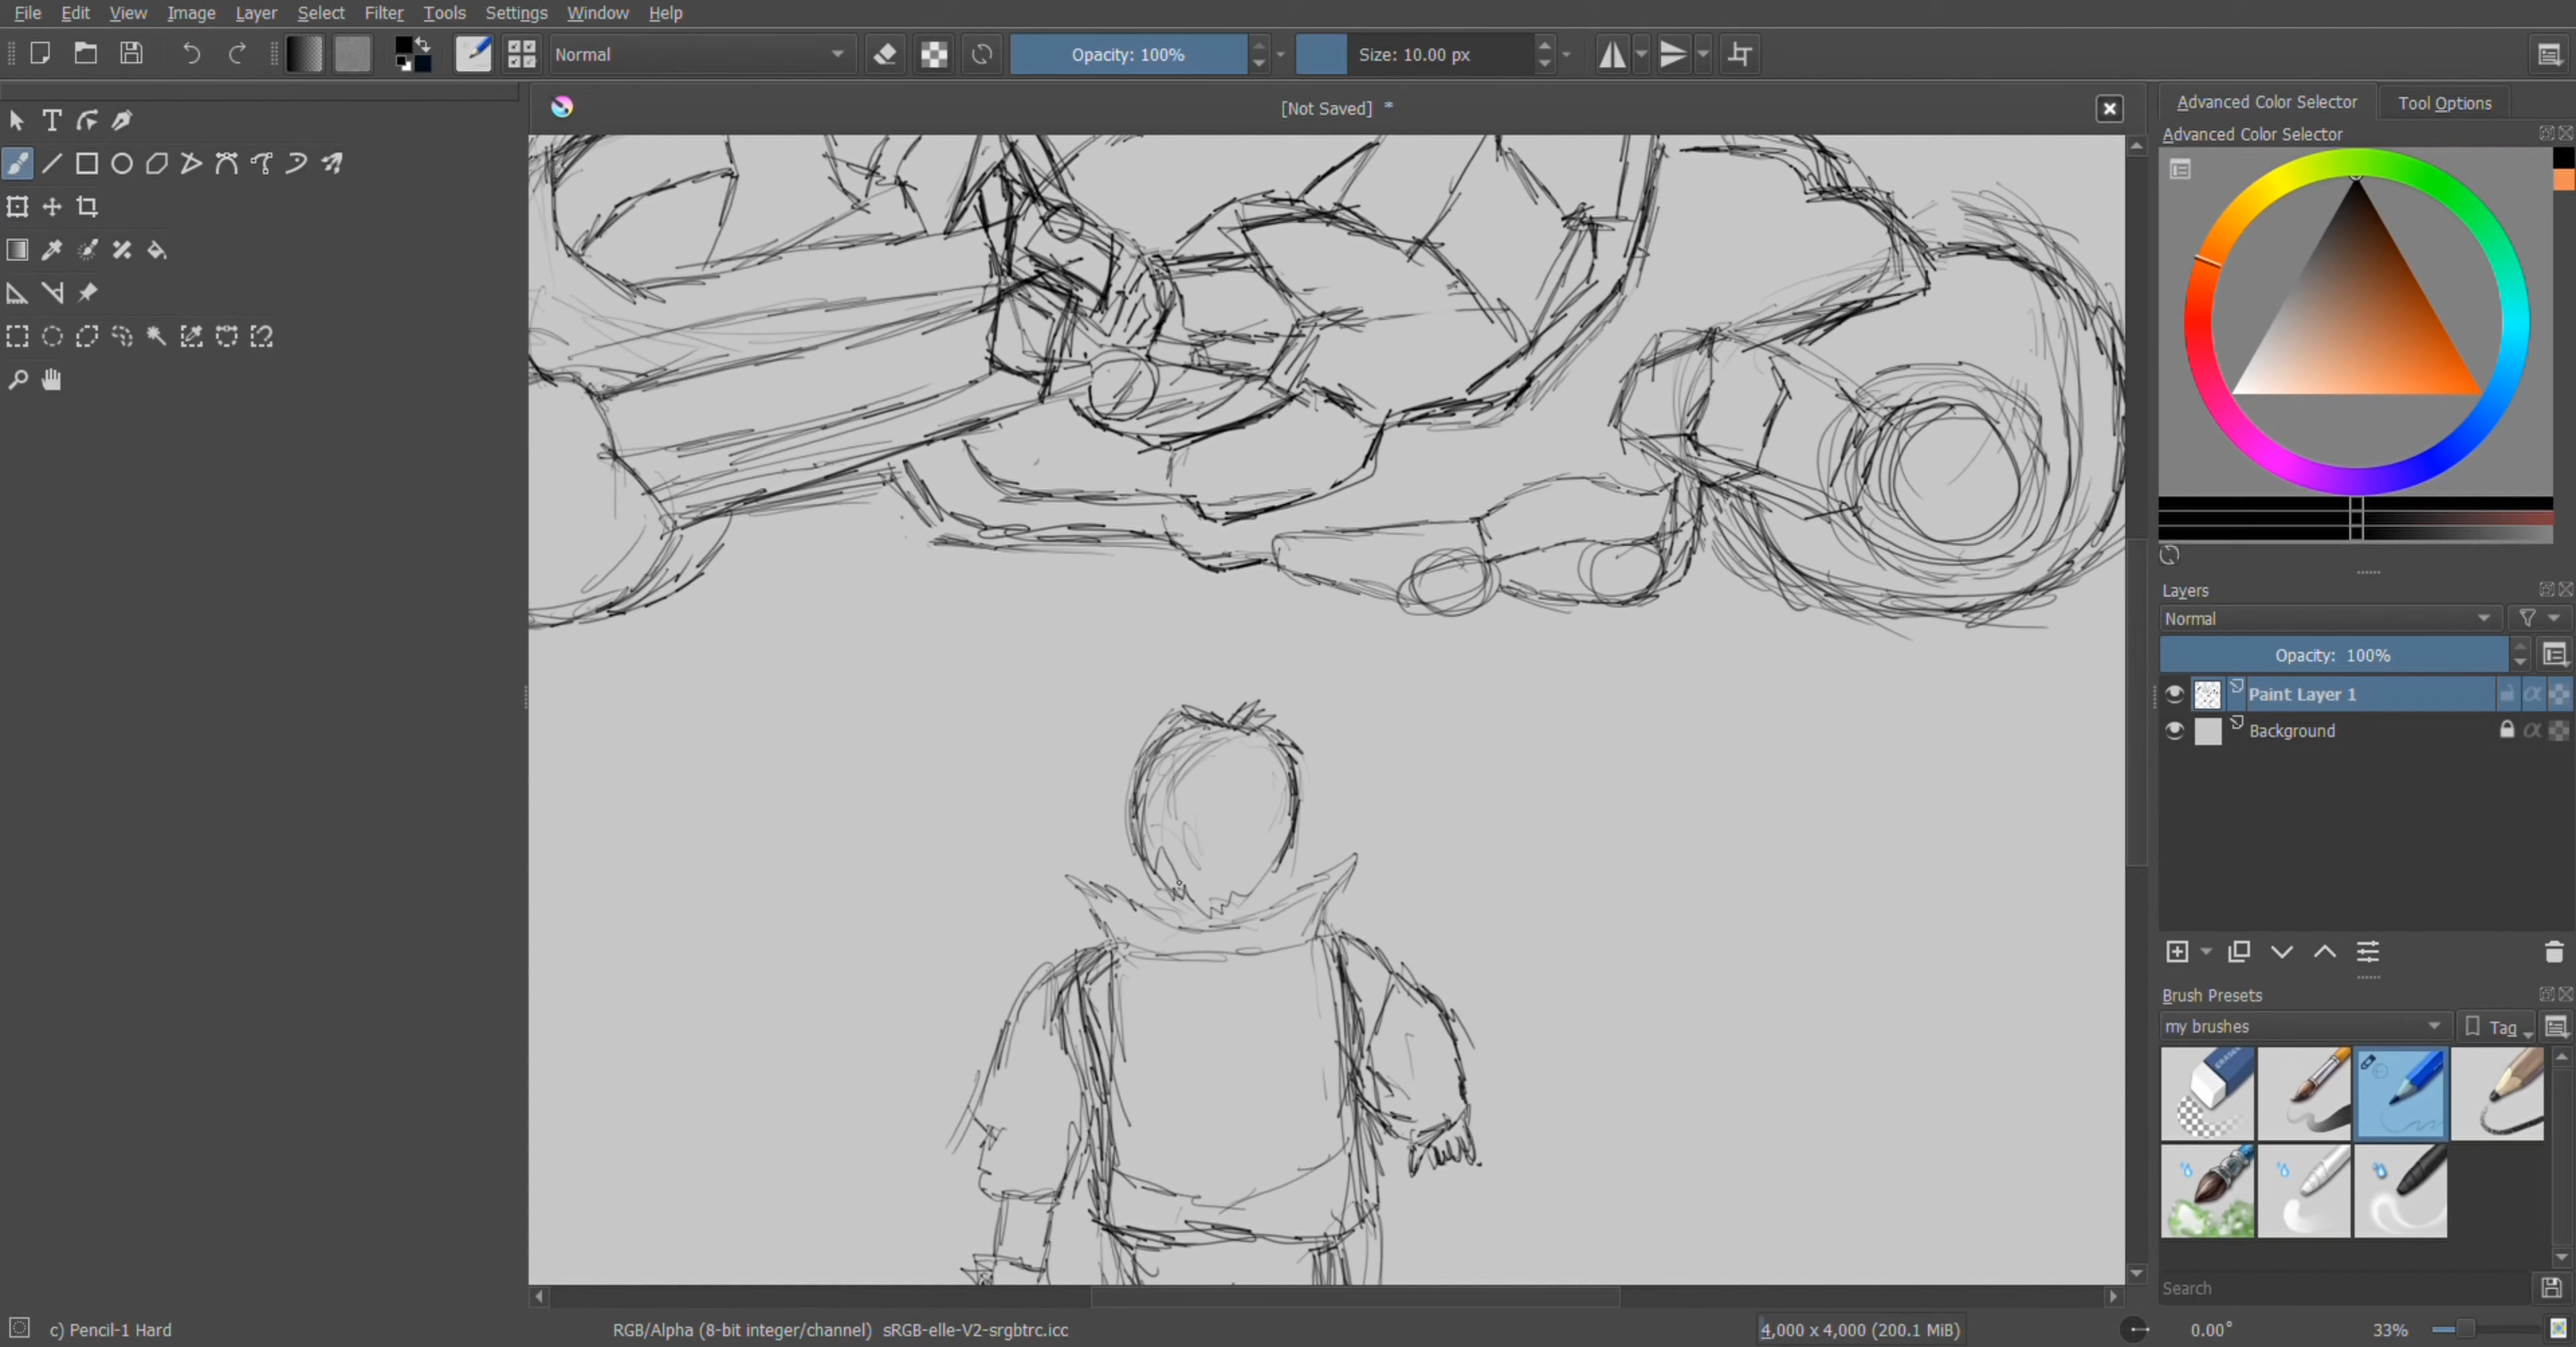 File Edit View Image Layer Select Filter Tools Settings Window Help
Normal Opacity: 100% Size: 10.00 px
[Not Saved] *
Advanced Color Selector Tool Options
Advanced Color Selector
Layers
Normal
Opacity: 100%
Paint Layer 1
Background
Brush Presets
my brushes Tag
Search
c) Pencil-1 Hard RGB/Alpha (8-bit integer/channel) sRGB-elle-V2-srgbtrc.icc 4,000 x 4,000 (200.1 MiB) 0.00° 33%